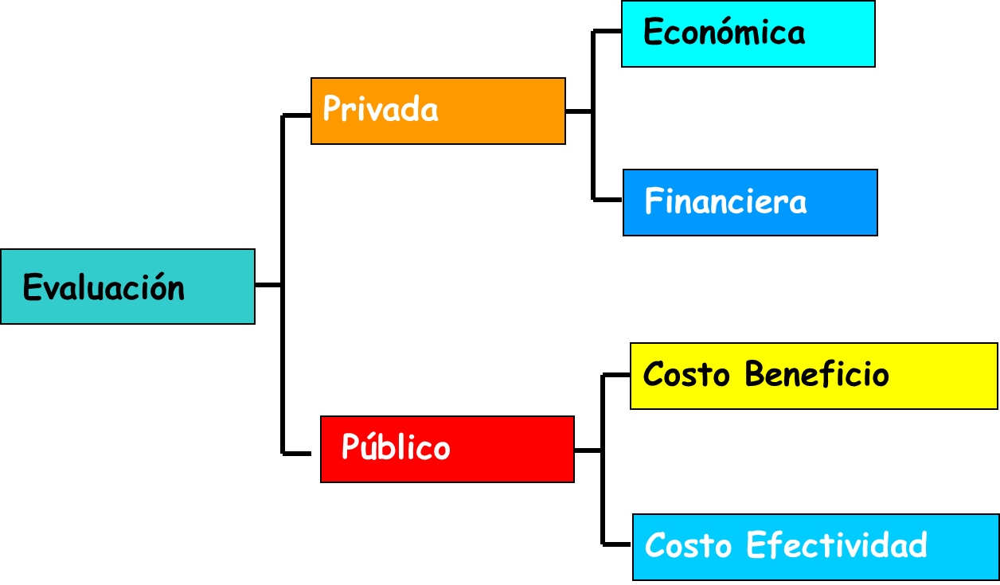 Económica
Privada
Financiera
Evaluación
Costo Beneficio
Público
Costo Efectividad